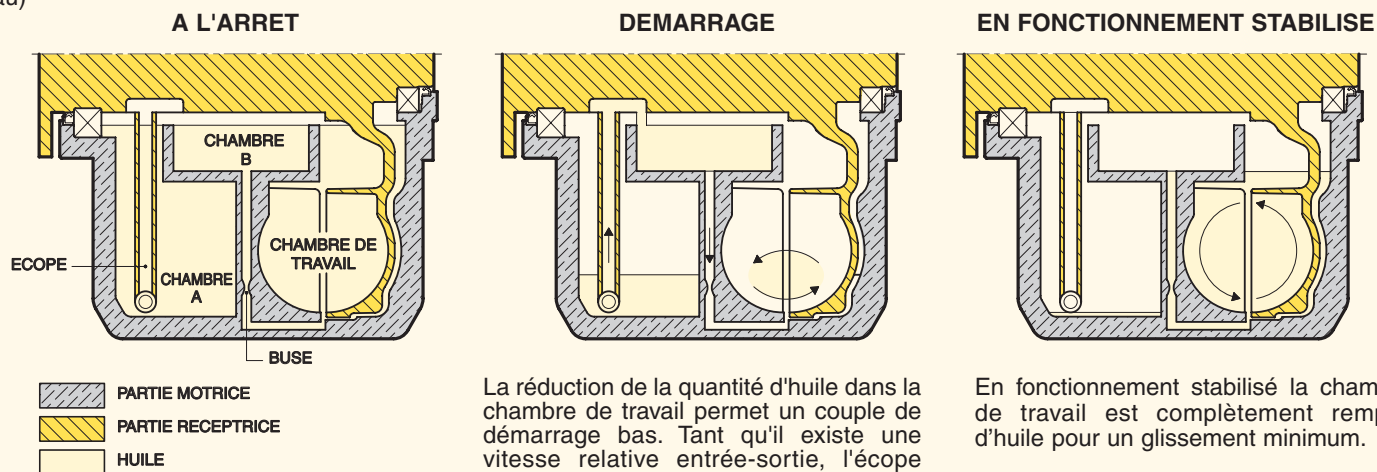 au)
A L'ARRET
DEMARRAGE
EN FONCTIONNEMENT STABILISE
CHAMBRE
B
CHAMBRE DE
TRAVAIL
ECOPE
CHAMBRE
A
BUSE
PARTIE MOTRICE
PARTIE RECEPTRICE
HUILE
La réduction de la quantité d'huile dans la
chambre de travail permet un couple de
démarrage bas. Tant qu'il existe une
vitesse relative entrée-sortie, l'écope
En fonctionnement stabilisé la cham
de travail est complètement remp
d'huile pour un glissement minimum.